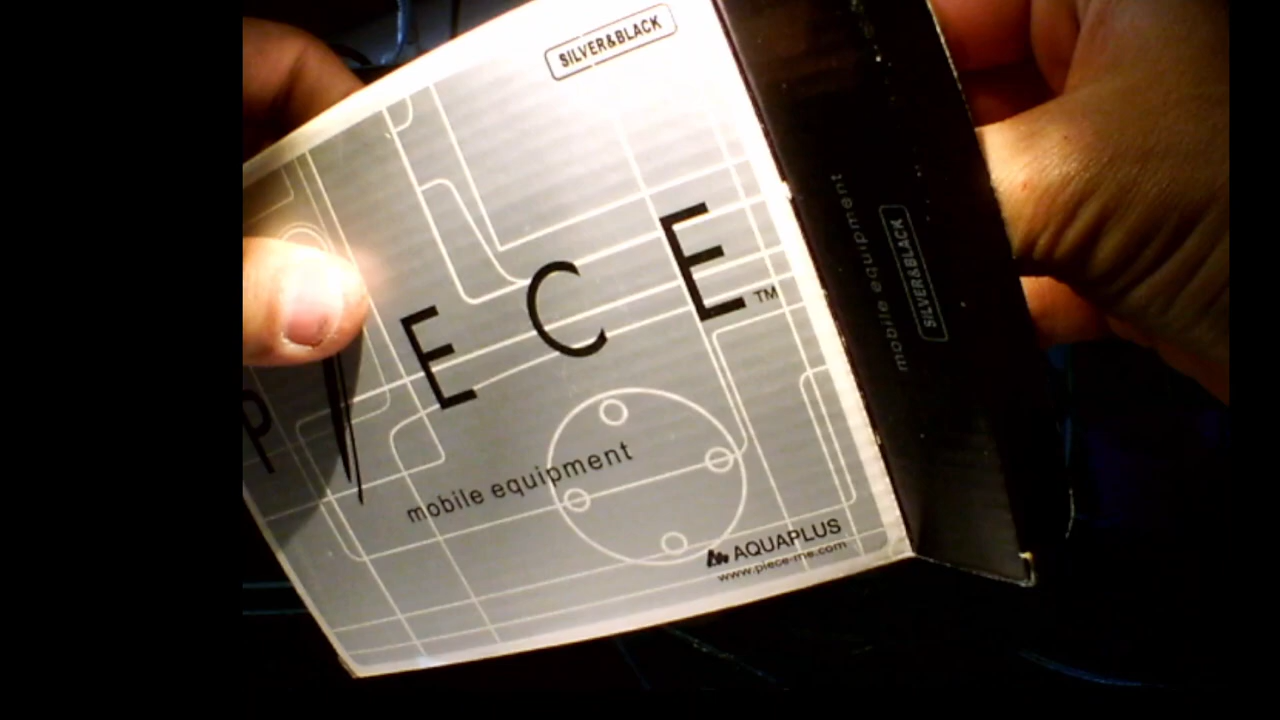 SILVER&BLACK
P/ECE™
mobile equipment
AQUAPLUS
www.piece-me.com
mobile equipment
SILVER&BLACK